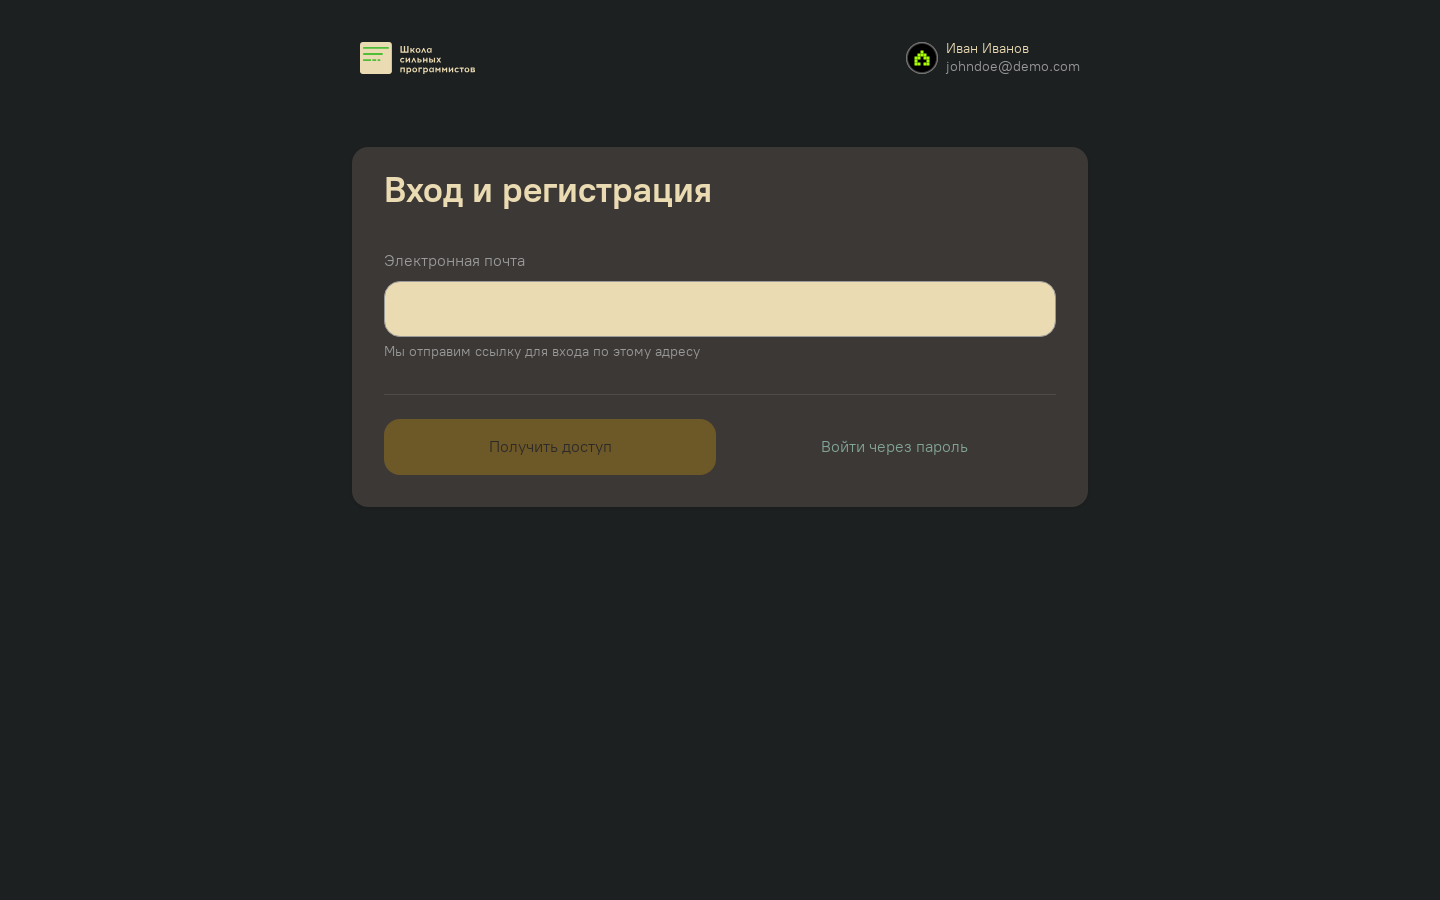 Школа
сильных
программистов
Иван Иванов
johndoe@demo.com
Вход и регистрация
Электронная почта
Мы отправим ссылку для входа по этому адресу
Получить доступ
Войти через пароль